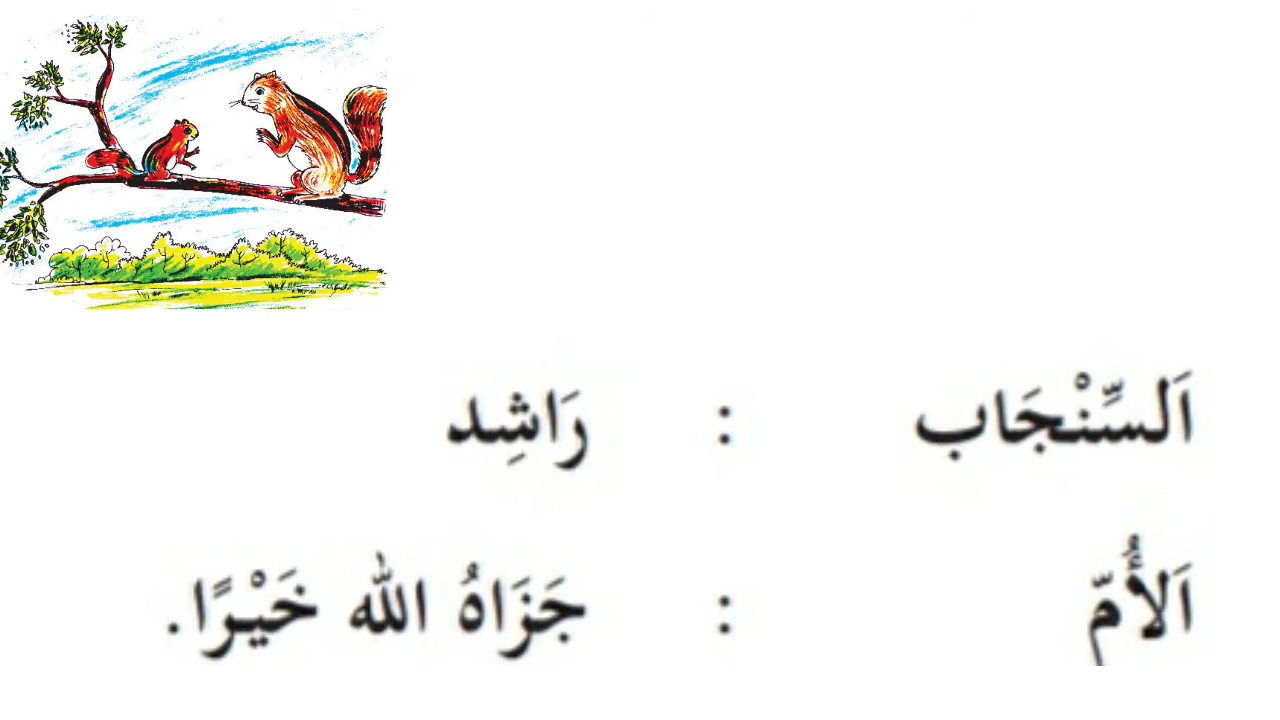 اَلسِّنْجَاب : رَاشِد
اَلأُمّ : جَزَاهُ الله خَيْرًا.